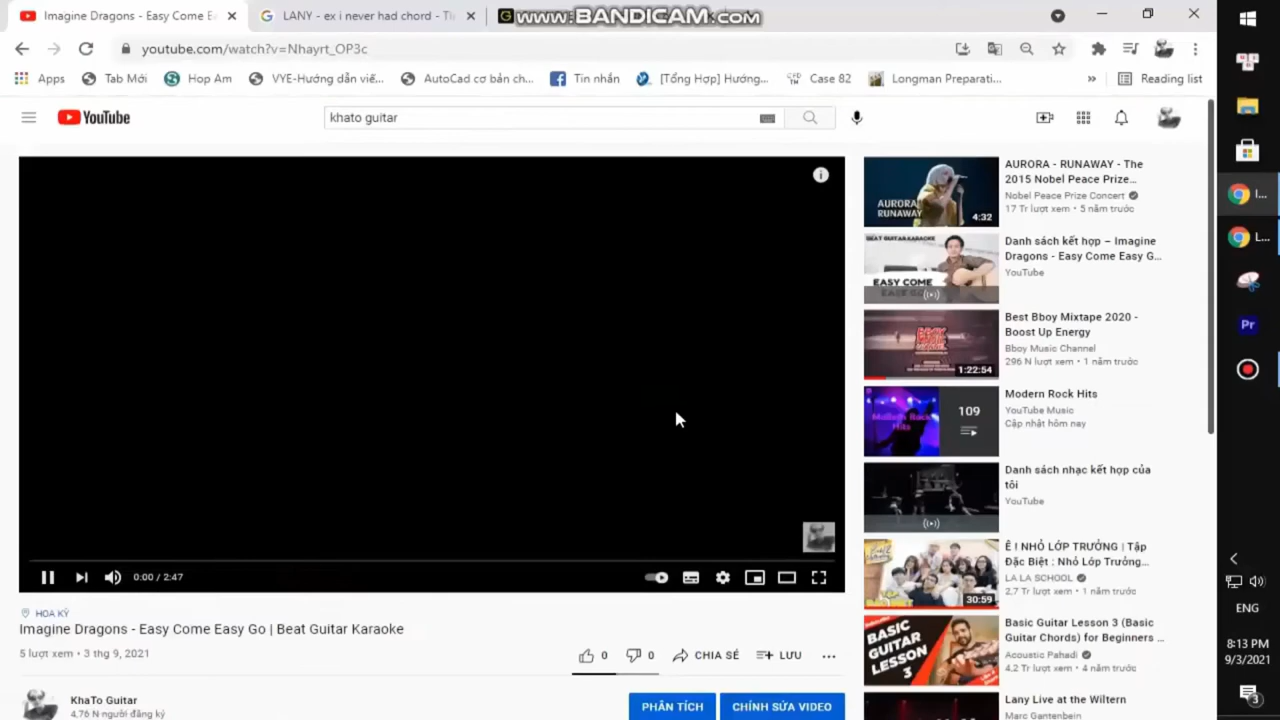 Imagine Dragons - Easy Come E
LANY - ex i never had chord - Th
www.BANDICAM.com
youtube.com/watch?v=Nhayrt_OP3c
Apps
Tab Mới
Hop Am
VYE-Hướng dẫn viế...
AutoCad cơ bản ch...
Tin nhắn
[Tổng Hợp] Hướng...
Case 82
Longman Preparati...
»
Reading list
YouTube
khato guitar
AURORA RUNAWAY
4:32
AURORA - RUNAWAY - The
2015 Nobel Peace Prize...
Nobel Peace Prize Concert
17 Tr lượt xem • 5 năm trước
BEAT GUITAR KARAOKE
EASY COME
Danh sách kết hợp – Imagine
Dragons - Easy Come Easy G...
YouTube
1:22:54
Best Bboy Mixtape 2020 -
Boost Up Energy
Bboy Music Channel
296 N lượt xem • 1 năm trước
Modern Rock Hits
109
Modern Rock Hits
YouTube Music
Cập nhật hôm nay
Danh sách nhạc kết hợp của
tôi
YouTube
30:59
Ê ! NHỎ LỚP TRƯỞNG | Tập
Đặc Biệt : Nhỏ Lớp Trưởng...
LA LA SCHOOL
2,7 Tr lượt xem • 1 năm trước
BASIC GUITAR LESSON 3
Basic Guitar Lesson 3 (Basic
Guitar Chords) for Beginners ...
Acoustic Pahadi
4,2 Tr lượt xem • 4 năm trước
Lany Live at the Wiltern
Marc Gantenbein
0:00 / 2:47
HOA KỲ
Imagine Dragons - Easy Come Easy Go | Beat Guitar Karaoke
5 lượt xem • 3 thg 9, 2021
0
0
CHIA SẺ
LƯU
KhaTo Guitar
4,76 N người đăng ký
PHÂN TÍCH
CHỈNH SỬA VIDEO
I...
L...
Pr
ENG
8:13 PM
9/3/2021
3